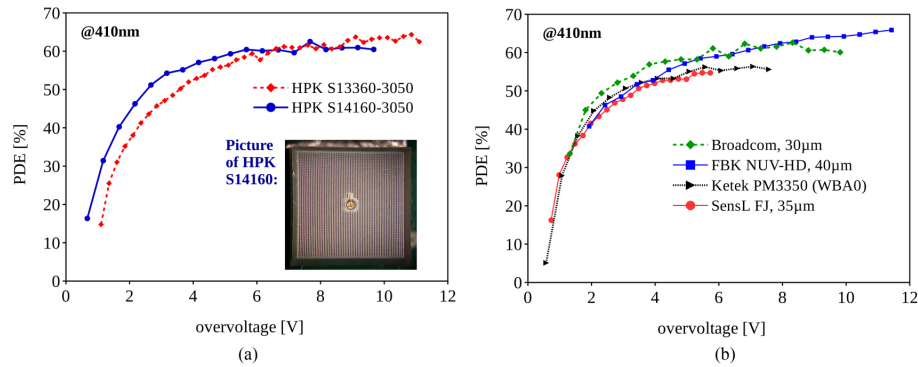 @410nm
70
60
50
40
30
20
10
0
PDE [%]
HPK S13360-3050
HPK S14160-3050
Picture
of HPK
S14160:
0 2 4 6 8 10 12
overvoltage [V]
(a)
@410nm
70
60
50
40
30
20
10
0
PDE [%]
Broadcom, 30µm
FBK NUV-HD, 40µm
Ketek PM3350 (WBA0)
SensL FJ, 35µm
0 2 4 6 8 10 12
overvoltage [V]
(b)